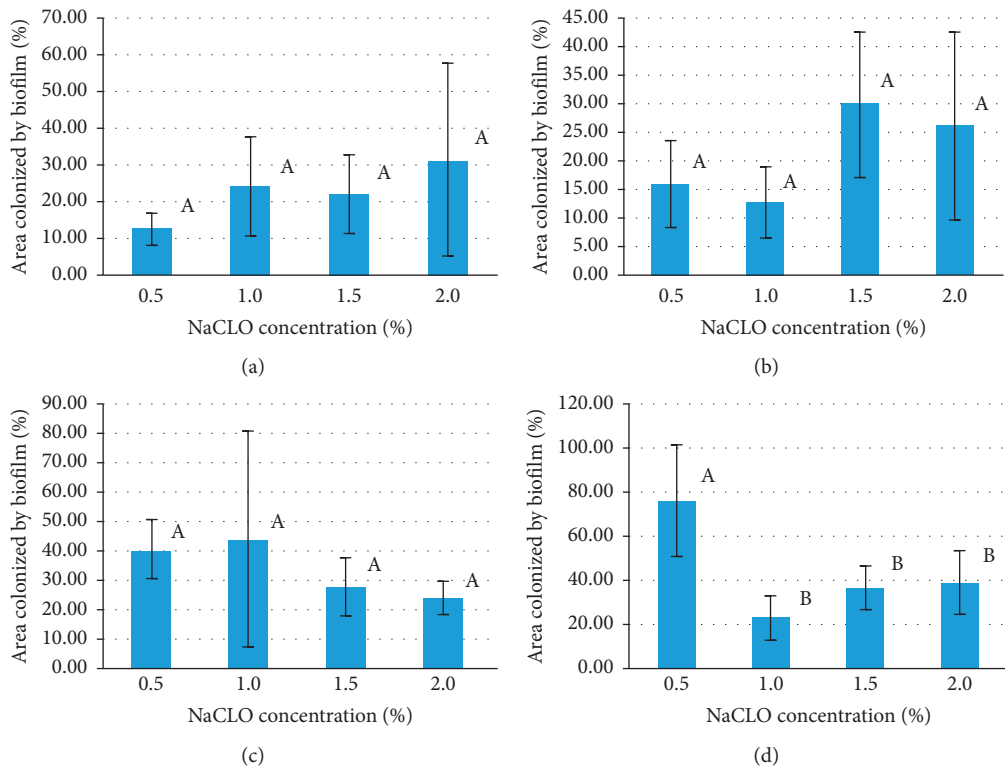 Area colonized by biofilm (%)
70.00
60.00
50.00
40.00
30.00
20.00
10.00
0.00
A
A
A
A
0.5 1.0 1.5 2.0
NaCLO concentration (%)
(a)
Area colonized by biofilm (%)
45.00
40.00
35.00
30.00
25.00
20.00
15.00
10.00
5.00
0.00
A
A
A
A
0.5 1.0 1.5 2.0
NaCLO concentration (%)
(b)
Area colonized by biofilm (%)
90.00
80.00
70.00
60.00
50.00
40.00
30.00
20.00
10.00
0.00
A
A
A
A
0.5 1.0 1.5 2.0
NaCLO concentration (%)
(c)
Area colonized by biofilm (%)
120.00
100.00
80.00
60.00
40.00
20.00
0.00
A
B
B
B
0.5 1.0 1.5 2.0
NaCLO concentration (%)
(d)